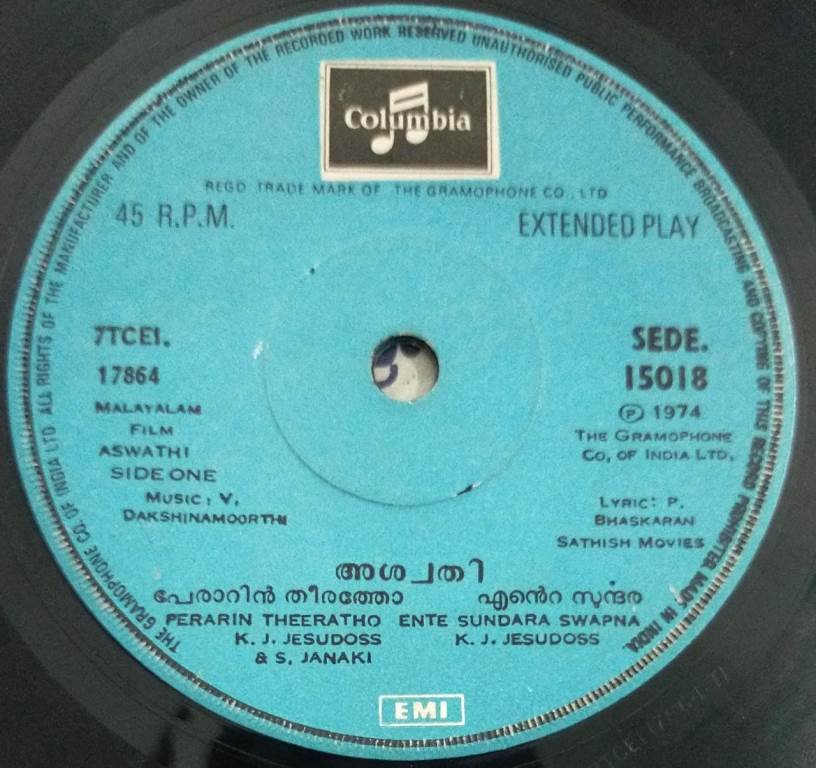 THE GRAMOPHONE CO. OF INDIA LTD ALL RIGHTS OF THE MANUFACTURER AND OF THE OWNER OF THE RECORDED WORK RESERVED UNAUTHORISED PUBLIC PERFORMANCE BROADCASTING AND COPYING OF THIS RECORD PROHIBITED MADE IN INDIA.
Columbia
REGD TRADE MARK OF THE GRAMOPHONE CO., LTD
45 R.P.M.
EXTENDED PLAY
7TCEI.
17864
MALAYALAM
FILM
ASWATHI
SIDE ONE
MUSIC: V.
DAKSHINAMOORTHI
SEDE.
15018
℗ 1974
THE GRAMOPHONE
CO, OF INDIA LTD,
LYRIC: P.
BHASKARAN
SATHISH MOVIES
അശ്വതി
പേരാറിൻ തീരത്തോ എന്റെ സുന്ദര
PERARIN THEERATHO ENTE SUNDARA SWAPNA
K. J. JESUDOSS K. J. JESUDOSS
& S. JANAKI
EMI